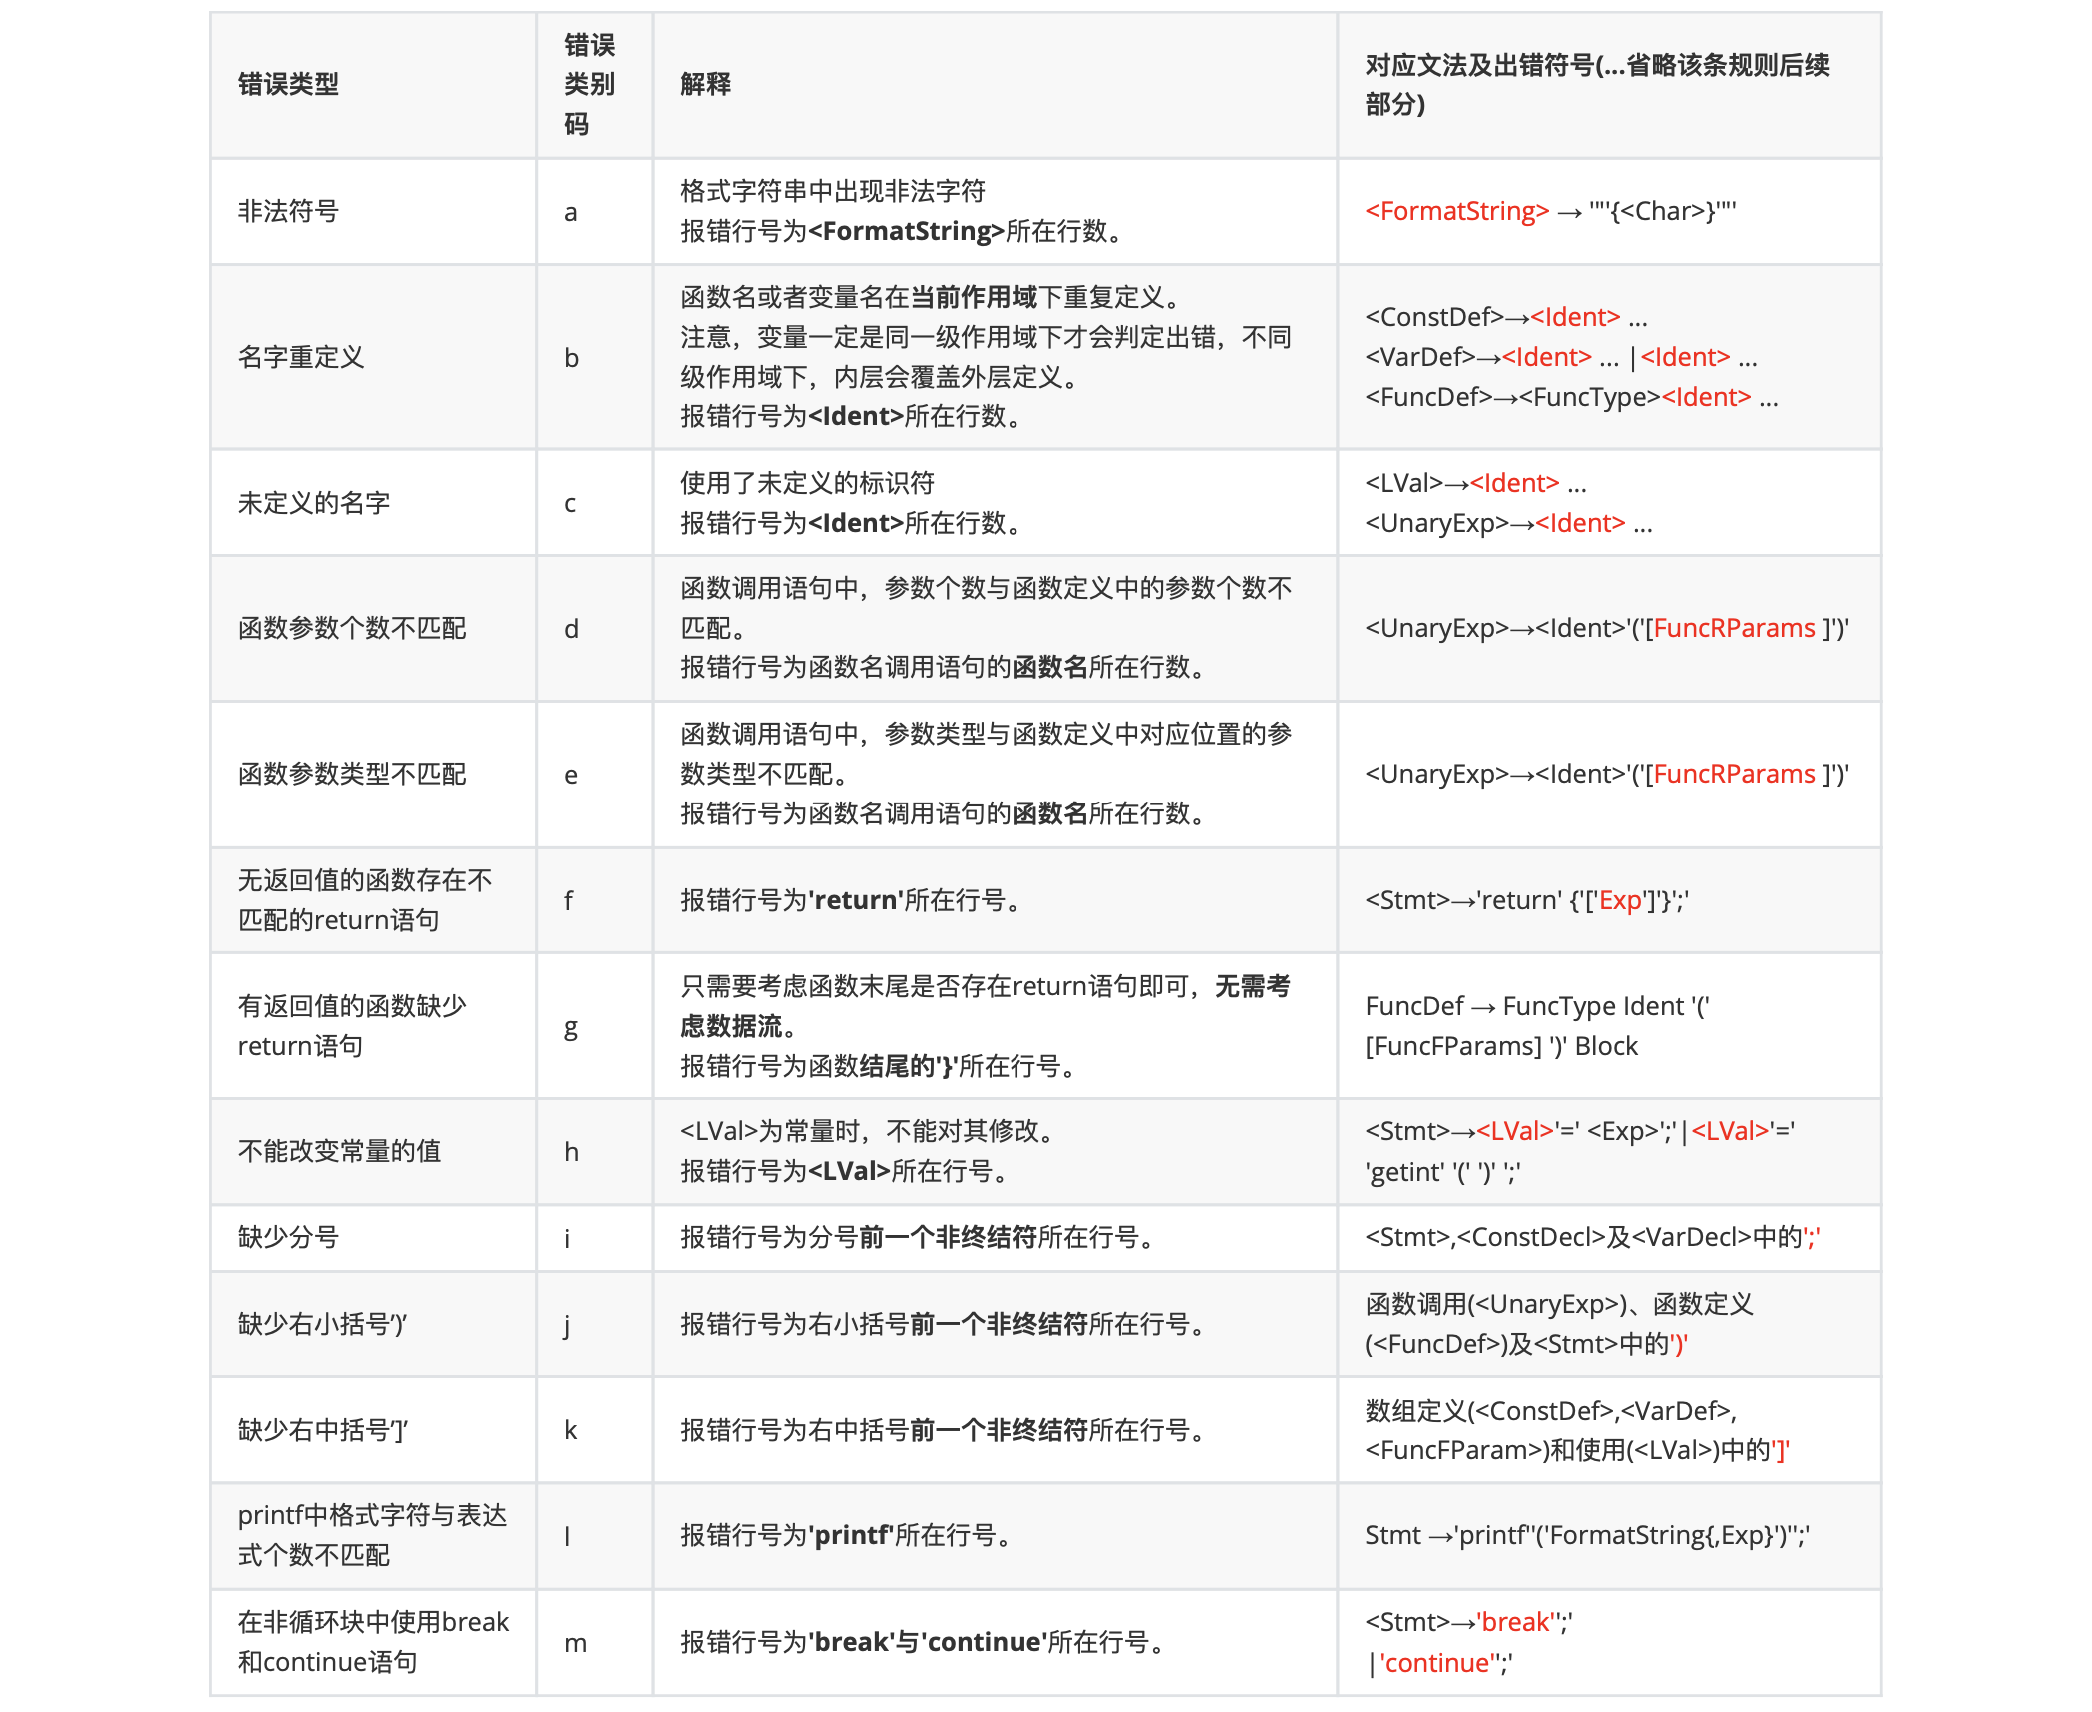 错误类型
错误
类别
码
解释
对应文法及出错符号(...省略该条规则后续
部分)
非法符号
a
格式字符串中出现非法字符
报错行号为<FormatString>所在行数。
<FormatString> → '"'{<Char>}'"'
名字重定义
b
函数名或者变量名在当前作用域下重复定义。
注意，变量一定是同一级作用域下才会判定出错，不同
级作用域下，内层会覆盖外层定义。
报错行号为<Ident>所在行数。
<ConstDef>→<Ident> ...
<VarDef>→<Ident> ... |<Ident> ...
<FuncDef>→<FuncType><Ident> ...
未定义的名字
c
使用了未定义的标识符
报错行号为<Ident>所在行数。
<LVal>→<Ident> ...
<UnaryExp>→<Ident> ...
函数参数个数不匹配
d
函数调用语句中，参数个数与函数定义中的参数个数不
匹配。
报错行号为函数名调用语句的函数名所在行数。
<UnaryExp>→<Ident>'('[FuncRParams ]')'
函数参数类型不匹配
e
函数调用语句中，参数类型与函数定义中对应位置的参
数类型不匹配。
报错行号为函数名调用语句的函数名所在行数。
<UnaryExp>→<Ident>'('[FuncRParams ]')'
无返回值的函数存在不
匹配的return语句
f
报错行号为'return'所在行号。
<Stmt>→'return' {'['Exp']'}';'
有返回值的函数缺少
return语句
g
只需要考虑函数末尾是否存在return语句即可，无需考
虑数据流。
报错行号为函数结尾的'}'所在行号。
FuncDef → FuncType Ident '('
[FuncFParams] ')' Block
不能改变常量的值
h
<LVal>为常量时，不能对其修改。
报错行号为<LVal>所在行号。
<Stmt>→<LVal>'=' <Exp>';'|<LVal>'='
'getint' '(' ')' ';'
缺少分号
i
报错行号为分号前一个非终结符所在行号。
<Stmt>,<ConstDecl>及<VarDecl>中的';'
缺少右小括号’)’
j
报错行号为右小括号前一个非终结符所在行号。
函数调用(<UnaryExp>)、函数定义
(<FuncDef>)及<Stmt>中的')'
缺少右中括号’]’
k
报错行号为右中括号前一个非终结符所在行号。
数组定义(<ConstDef>,<VarDef>,
<FuncFParam>)和使用(<LVal>)中的']'
printf中格式字符与表达
式个数不匹配
l
报错行号为'printf'所在行号。
Stmt →'printf''('FormatString{,Exp}')'';'
在非循环块中使用break
和continue语句
m
报错行号为'break'与'continue'所在行号。
<Stmt>→'break'';'
|'continue'';'